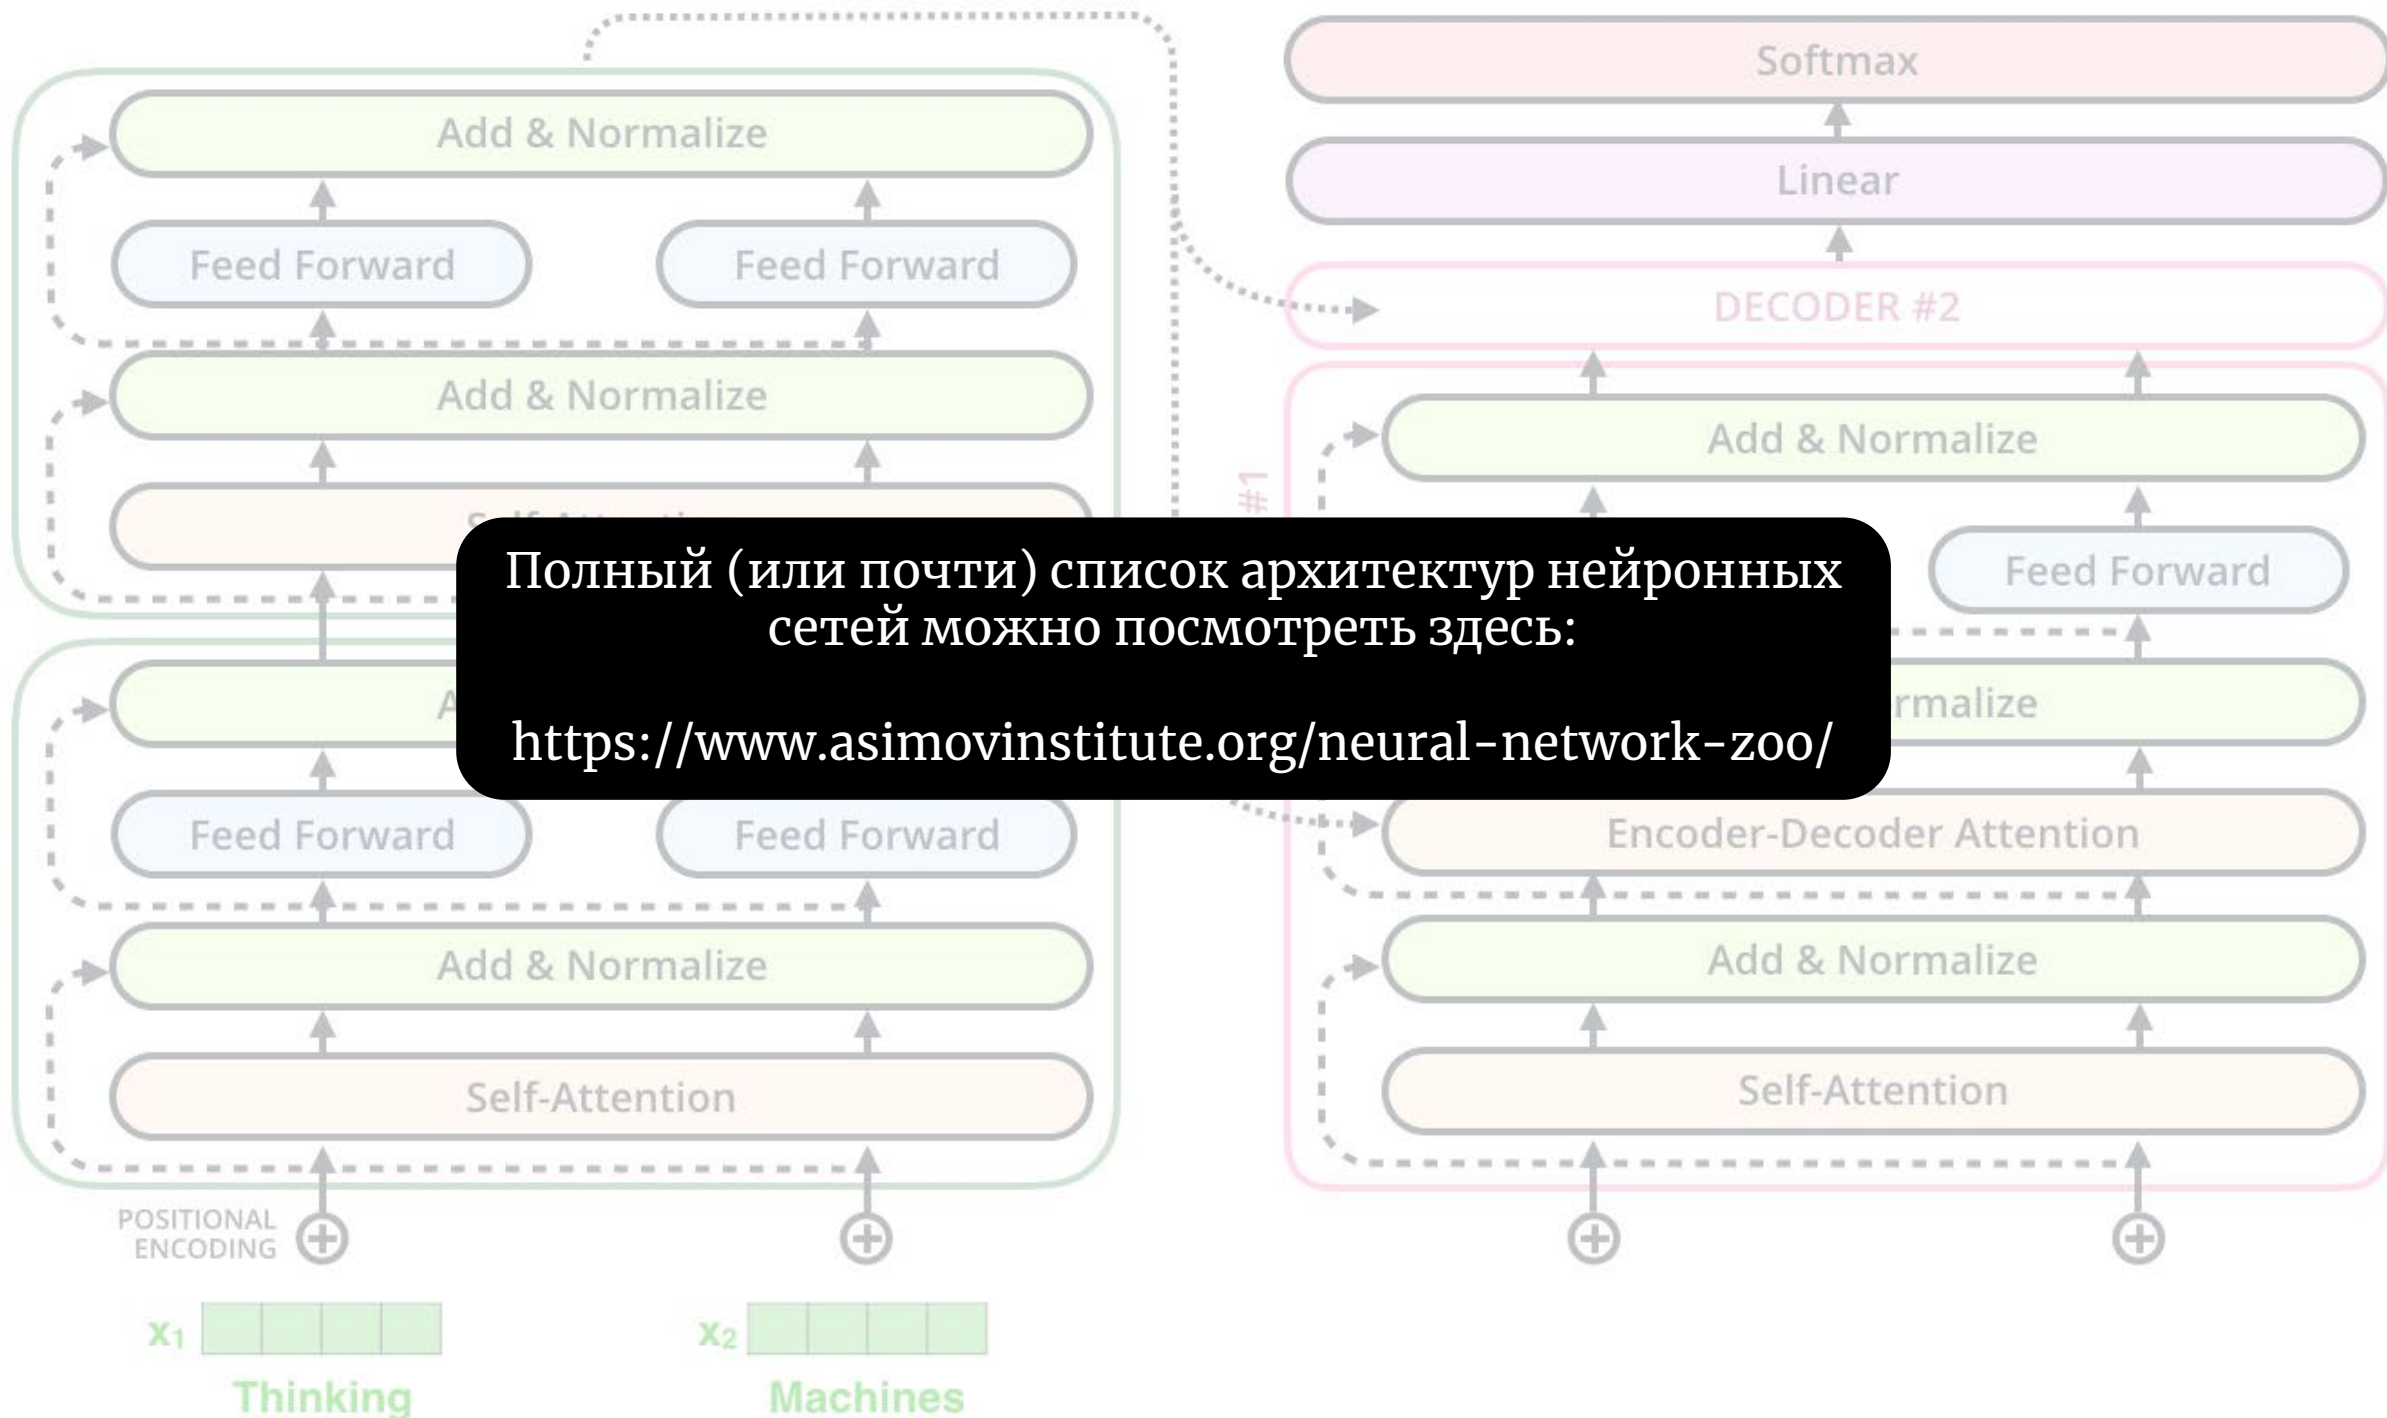 Softmax
Linear
DECODER #2
Add & Normalize
Feed Forward
Feed Forward
Add & Normalize
Add & Normalize
#1
Полный (или почти) список архитектур нейронных
сетей можно посмотреть здесь:
https://www.asimovinstitute.org/neural-network-zoo/
Feed Forward
Feed Forward
Feed Forward
Encoder-Decoder Attention
Add & Normalize
Add & Normalize
Self-Attention
Self-Attention
POSITIONAL
ENCODING
x₁
x₂
Thinking
Machines